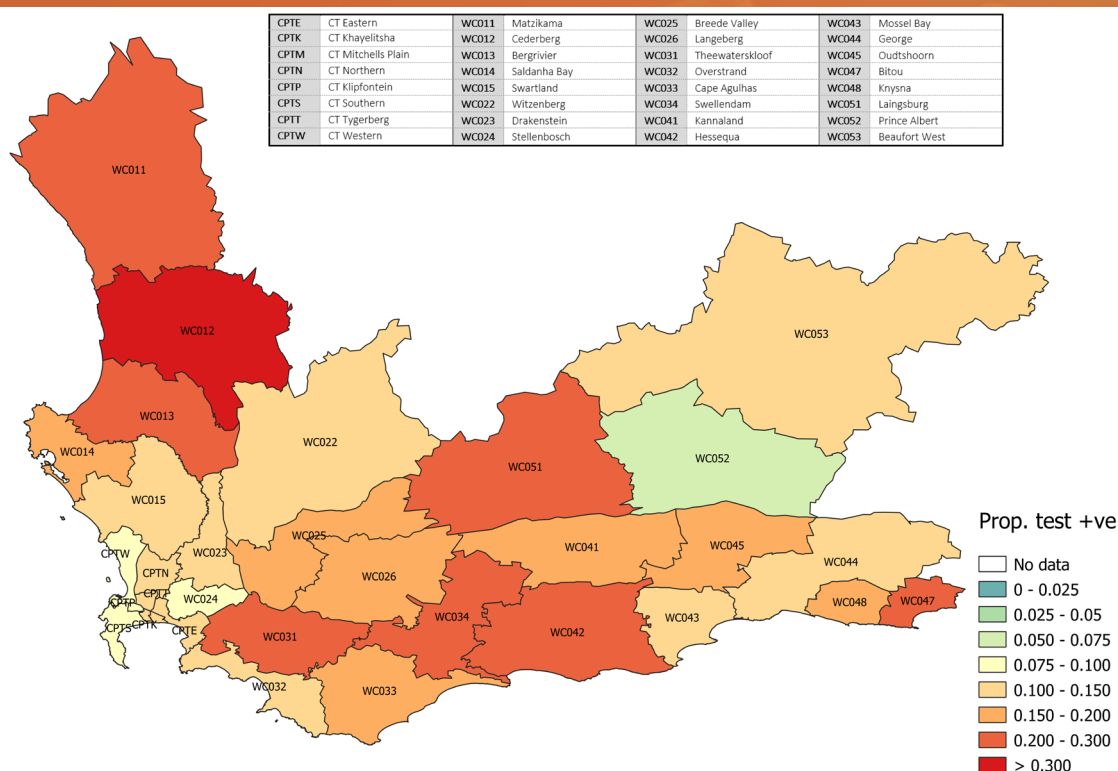 CPTE CT Eastern WC011 Matzikama WC025 Breede Valley WC043 Mossel Bay
CPTK CT Khayelitsha WC012 Cederberg WC026 Langeberg WC044 George
CPTM CT Mitchells Plain WC013 Bergrivier WC031 Theewaterskloof WC045 Oudtshoorn
CPTN CT Northern WC014 Saldanha Bay WC032 Overstrand WC047 Bitou
CPTP CT Klipfontein WC015 Swartland WC033 Cape Agulhas WC048 Knysna
CPTS CT Southern WC022 Witzenberg WC034 Swellendam WC051 Laingsburg
CPTT CT Tygerberg WC023 Drakenstein WC041 Kannaland WC052 Prince Albert
CPTW CT Western WC024 Stellenbosch WC042 Hessequa WC053 Beaufort West
WC011
WC012
WC053
WC013
WC022
WC014
WC051
WC052
WC015
WC025
WC041
WC045
CPTW
WC023
WC044
CPTN
WC026
WC024
WC048
WC047
CPTP
CPTS
CPTK
CPTE
WC031
WC034
WC042
WC043
WC032
WC033
Prop. test +ve
No data
0 - 0.025
0.025 - 0.05
0.050 - 0.075
0.075 - 0.100
0.100 - 0.150
0.150 - 0.200
0.200 - 0.300
> 0.300